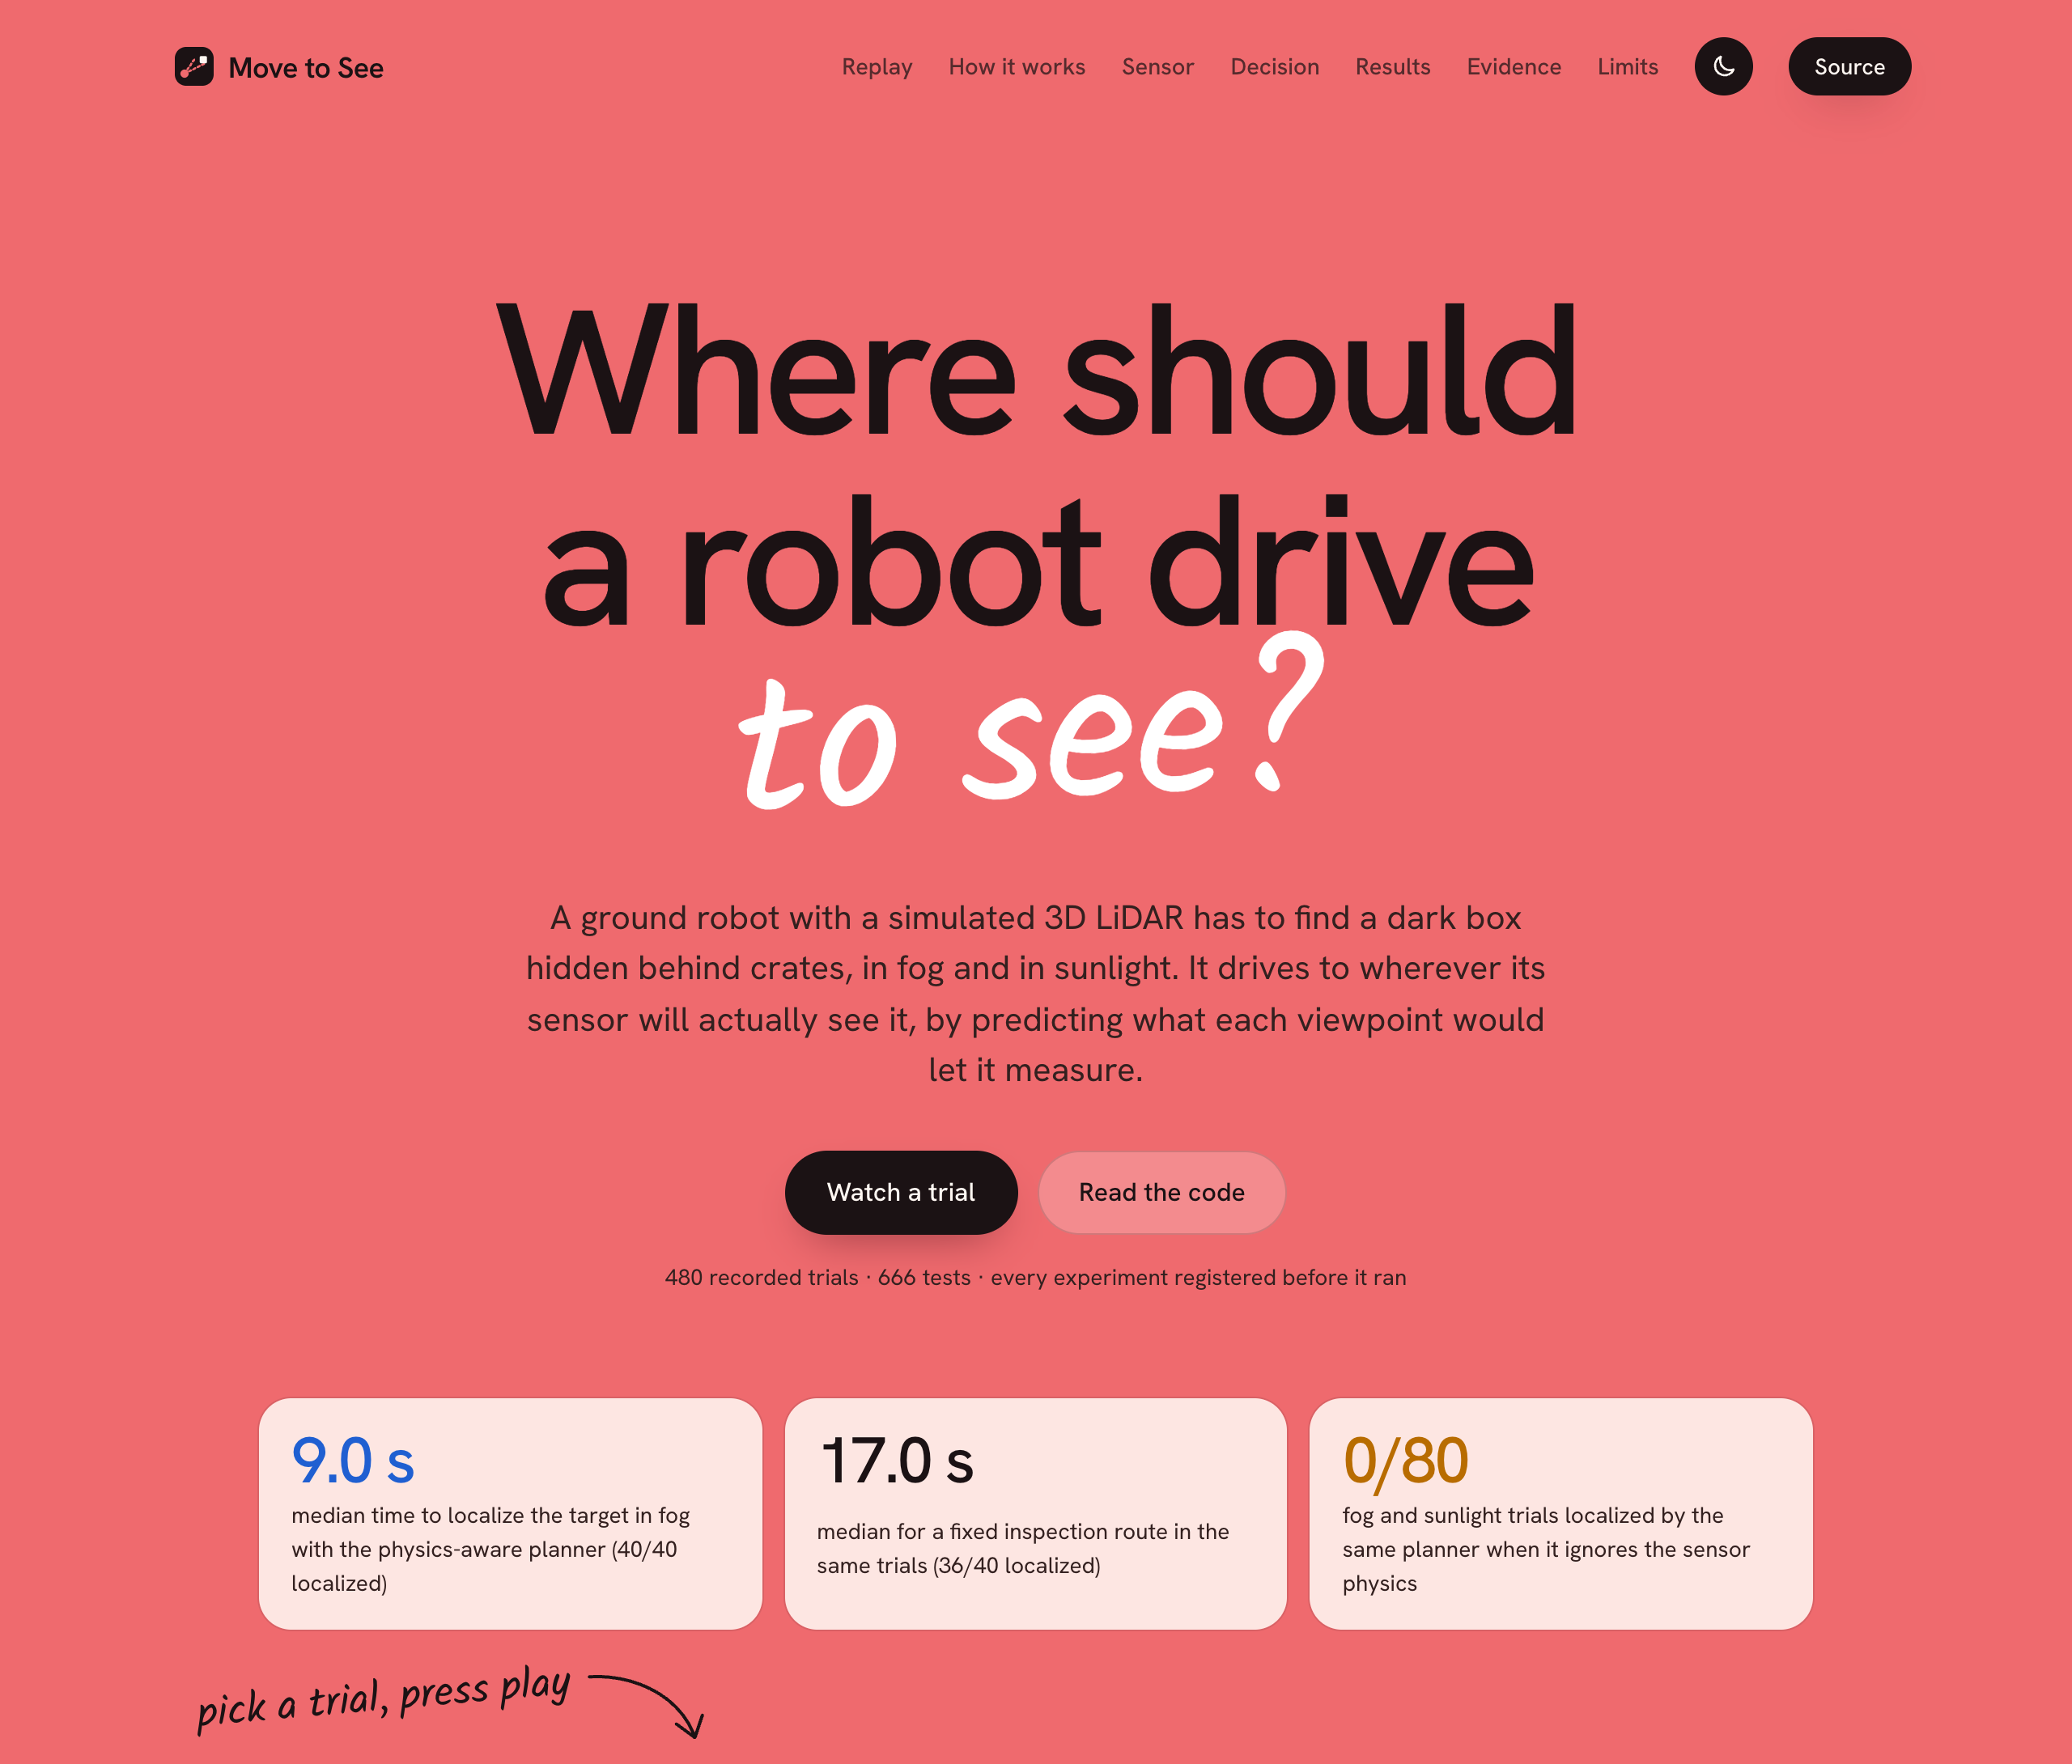 Move to See
Replay How it works Sensor Decision Results Evidence Limits Source
Where should
a robot drive
to see?
A ground robot with a simulated 3D LiDAR has to find a dark box
hidden behind crates, in fog and in sunlight. It drives to wherever its
sensor will actually see it, by predicting what each viewpoint would
let it measure.
Watch a trial Read the code
480 recorded trials · 666 tests · every experiment registered before it ran
9.0 s
median time to localize the target in fog
with the physics-aware planner (40/40
localized)
17.0 s
median for a fixed inspection route in the
same trials (36/40 localized)
0/80
fog and sunlight trials localized by the
same planner when it ignores the sensor
physics
pick a trial, press play